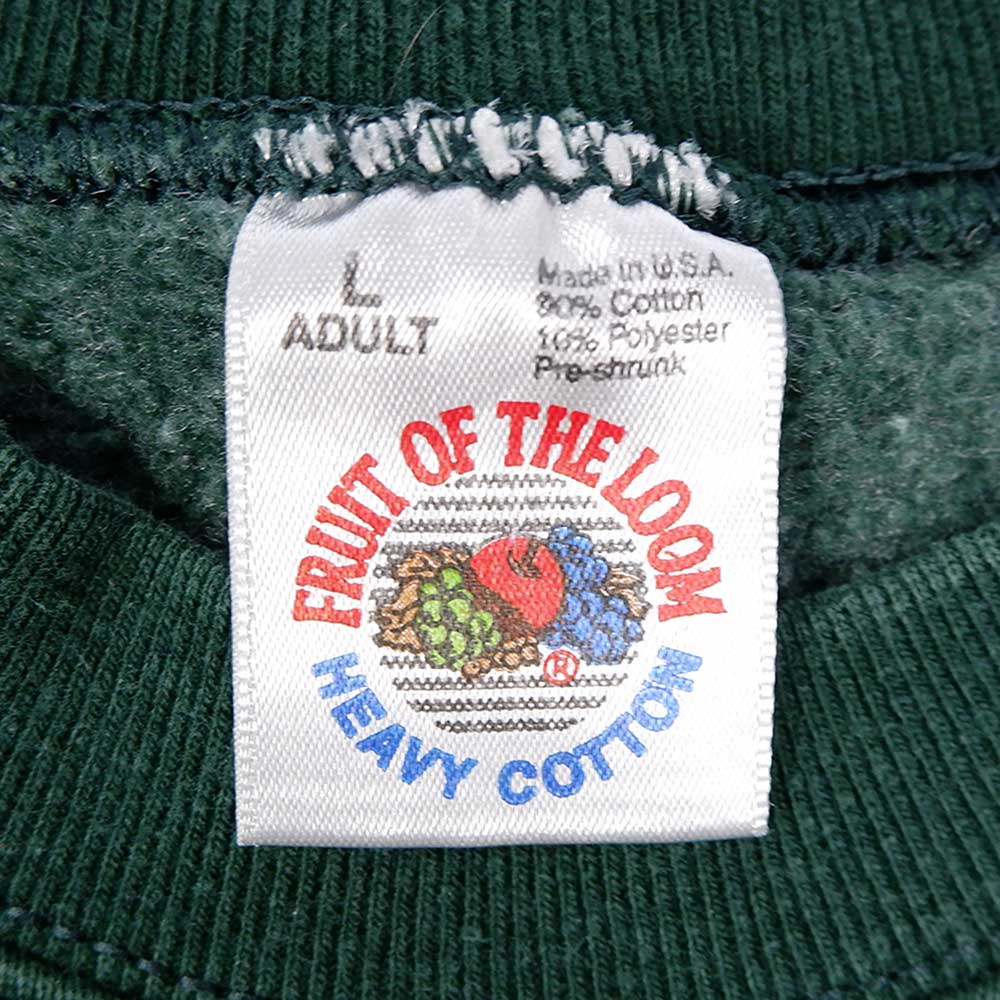 L
ADULT
Made in U.S.A.
90% Cotton
10% Polyester
Pre-shrunk
FRUIT OF THE LOOM
®
HEAVY COTTON